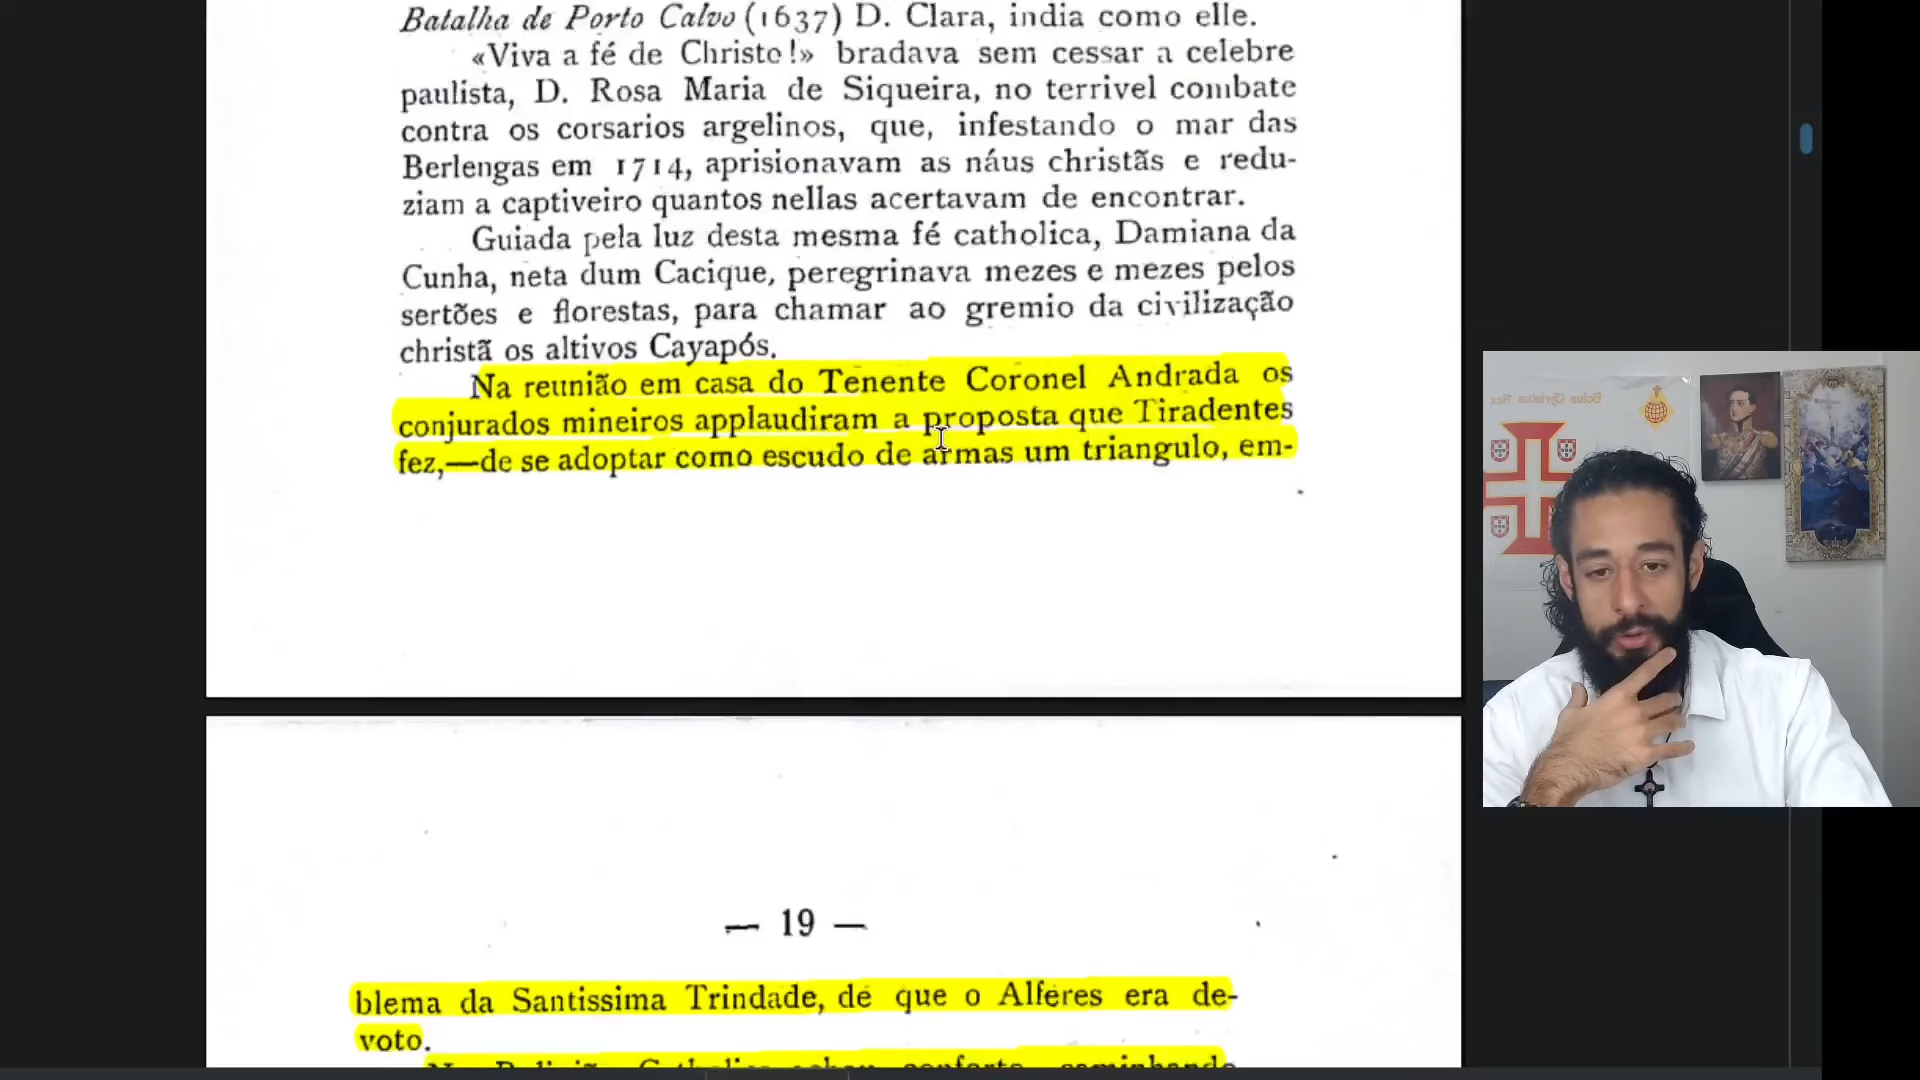 Batalha de Porto Calvo (1637) D. Clara, india como elle.
«Viva a fé de Christo!» bradava sem cessar a celebre
paulista, D. Rosa Maria de Siqueira, no terrivel combate
contra os corsarios argelinos, que, infestando o mar das
Berlengas em 1714, aprisionavam as náus christãs e redu-
ziam a captiveiro quantos nellas acertavam de encontrar.
Guiada pela luz desta mesma fé catholica, Damiana da
Cunha, neta dum Cacique, peregrinava mezes e mezes pelos
sertões e florestas, para chamar ao gremio da civilização
christã os altivos Cayapós.
Na reunião em casa do Tenente Coronel Andrada os
conjurados mineiros applaudiram a proposta que Tiradentes
fez,—de se adoptar como escudo de armas um triangulo, em-
— 19 —
blema da Santissima Trindade, de que o Alferes era de-
voto.